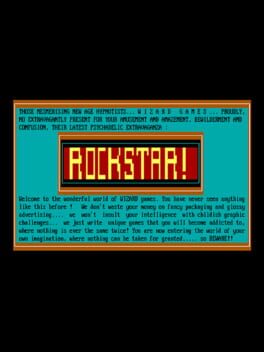 THOSE MESMERISING NEW AGE HYPNOTISTS... W I Z A R D   G A M E S ... PROUDLY,
NO EXTRAVAGANTLY PRESENT FOR YOUR AMUSEMENT AND AMAZEMENT, BEWILDERMENT AND
CONFUSION, THEIR LATEST PSYCHADELIC EXTRAVAGANZA :
ROCKSTAR!
Welcome to the wonderful world of WIZARD games. You have never seen anything
like this before !  We don't waste your money on fancy packaging and glossy
advertising.... we  won't  insult  your intelligence  with childish graphic
challenges...  we just write  unique games that you will become addicted to,
where nothing is ever the same twice! You are now entering the world of your
own imagination, where nothing can be taken for granted..... so BEWARE!!